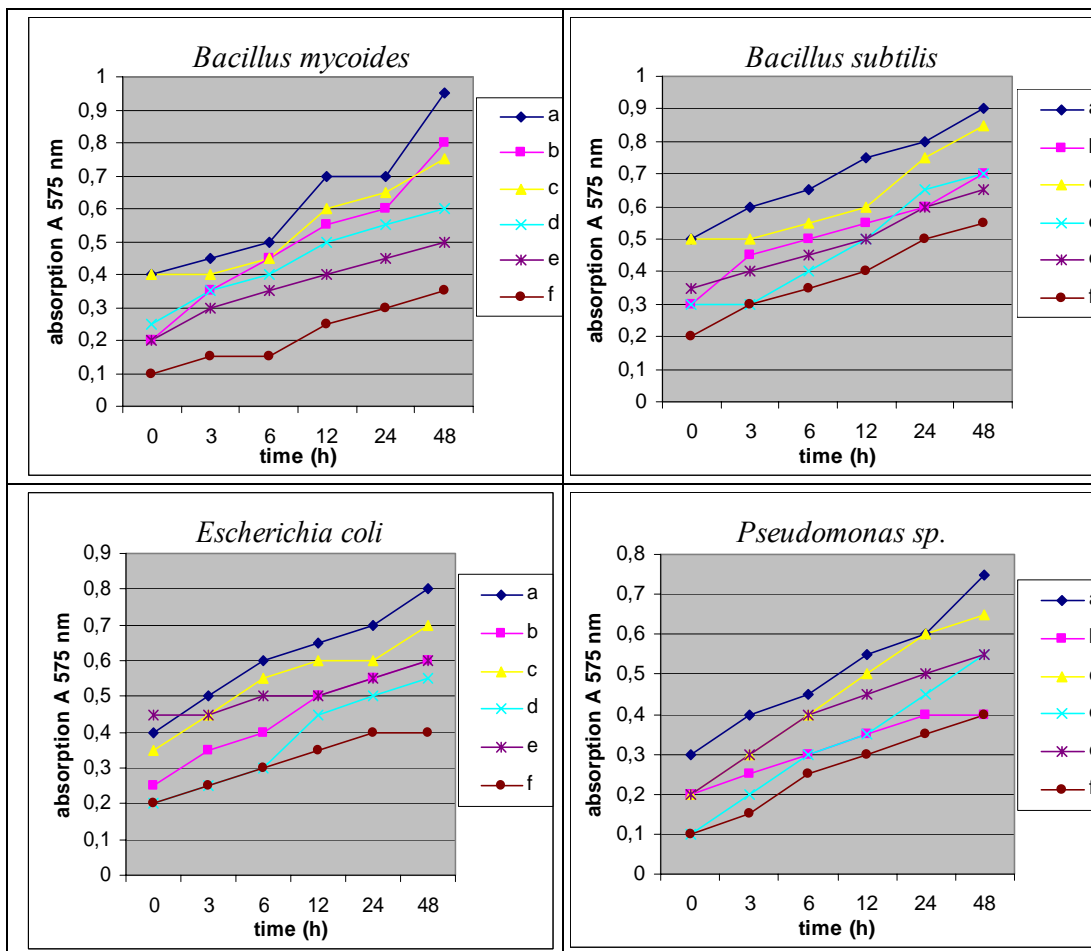 Bacillus mycoides
1
0,9
0,8
0,7
0,6
0,5
0,4
0,3
0,2
0,1
0
absorption A 575 nm
0 3 6 12 24 48
time (h)
a
b
c
d
e
f
Bacillus subtilis
1
0,9
0,8
0,7
0,6
0,5
0,4
0,3
0,2
0,1
0
absorption A 575 nm
0 3 6 12 24 48
time (h)
Escherichia coli
0,9
0,8
0,7
0,6
0,5
0,4
0,3
0,2
0,1
0
absorption A 575 nm
0 3 6 12 24 48
time (h)
a
b
c
d
e
f
Pseudomonas sp.
0,8
0,7
0,6
0,5
0,4
0,3
0,2
0,1
0
absorption A 575 nm
0 3 6 12 24 48
time (h)